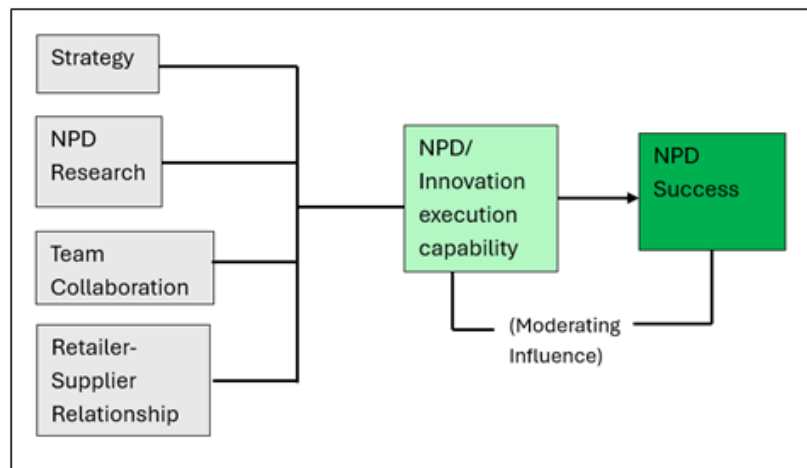 Strategy
NPD
Research
Team
Collaboration
Retailer-
Supplier
Relationship
NPD/
Innovation
execution
capability
NPD
Success
(Moderating
Influence)